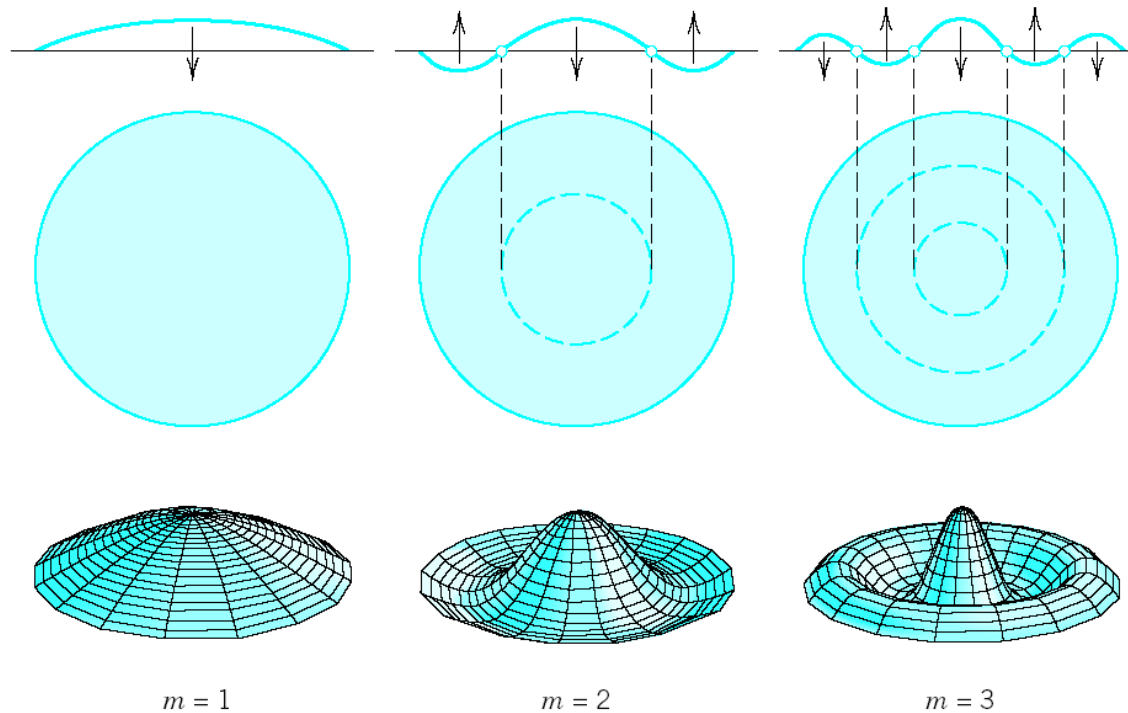 m = 1
m = 2
m = 3